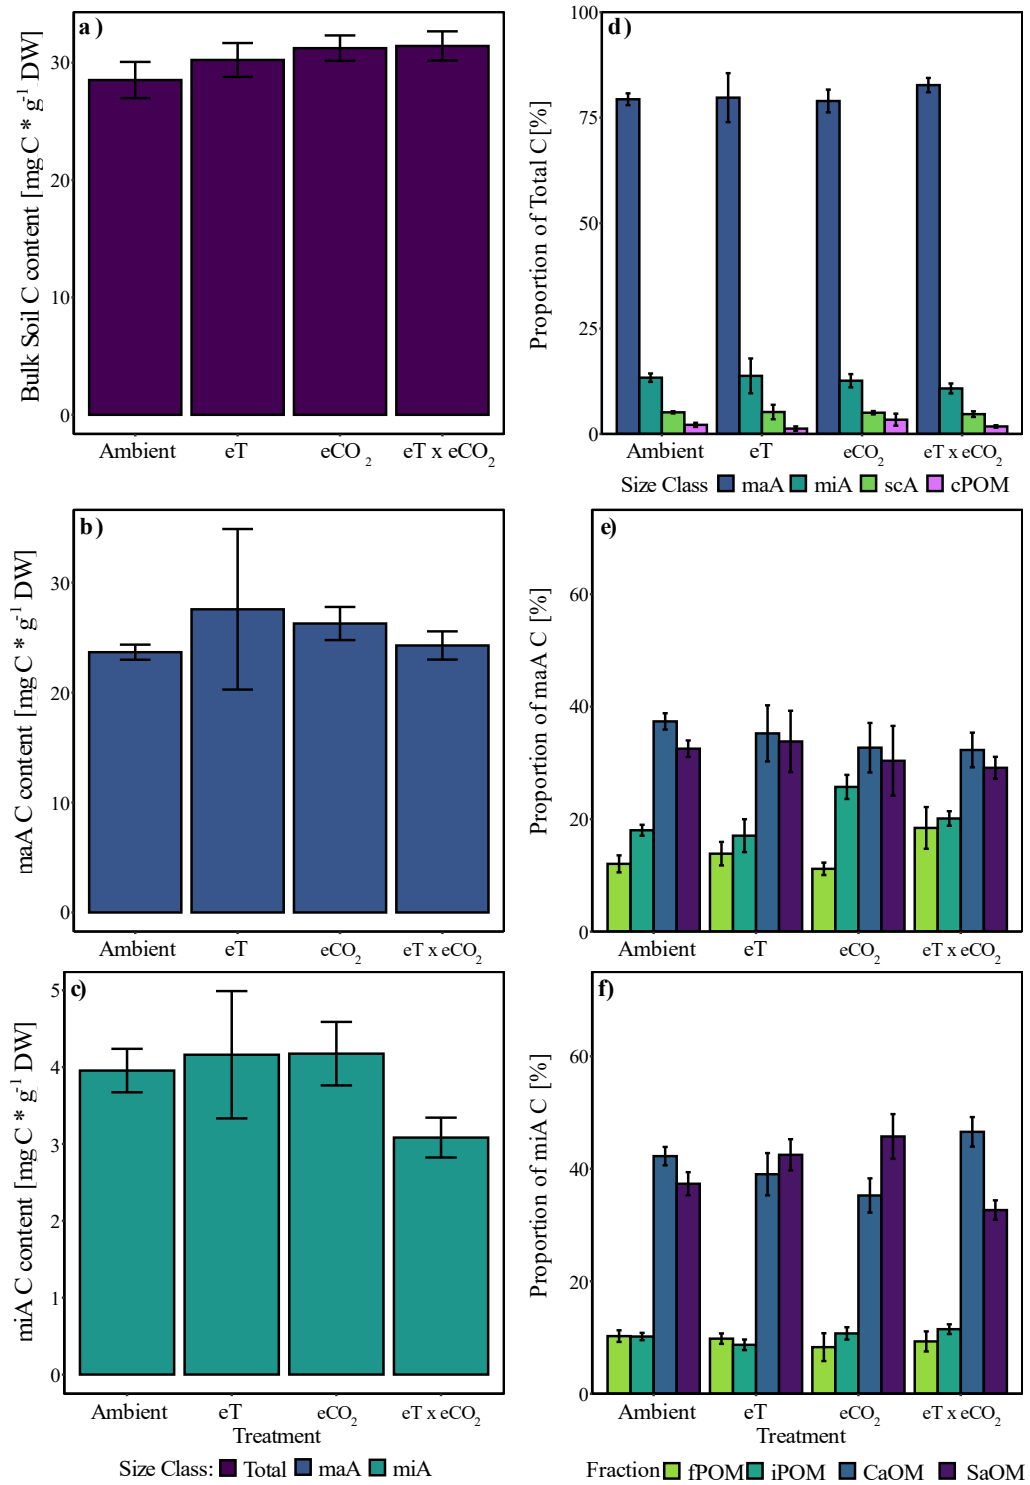 a)
Bulk Soil C content [mg C * g-1 DW]
30
20
10
0
Ambient eT eCO2 eT x eCO2
d)
Proportion of Total C [%]
100
75
50
25
0
Ambient eT eCO2 eT x eCO2
Size Class maA miA scA cPOM
b)
maA C content [mg C * g-1 DW]
30
20
10
0
Ambient eT eCO2 eT x eCO2
e)
Proportion of maA C [%]
60
40
20
0
Ambient eT eCO2 eT x eCO2
c)
miA C content [mg C * g-1 DW]
5
4
3
2
1
0
Ambient eT eCO2 eT x eCO2
Treatment
Size Class: Total maA miA
f)
Proportion of miA C [%]
60
40
20
0
Ambient eT eCO2 eT x eCO2
Treatment
Fraction fPOM iPOM CaOM SaOM